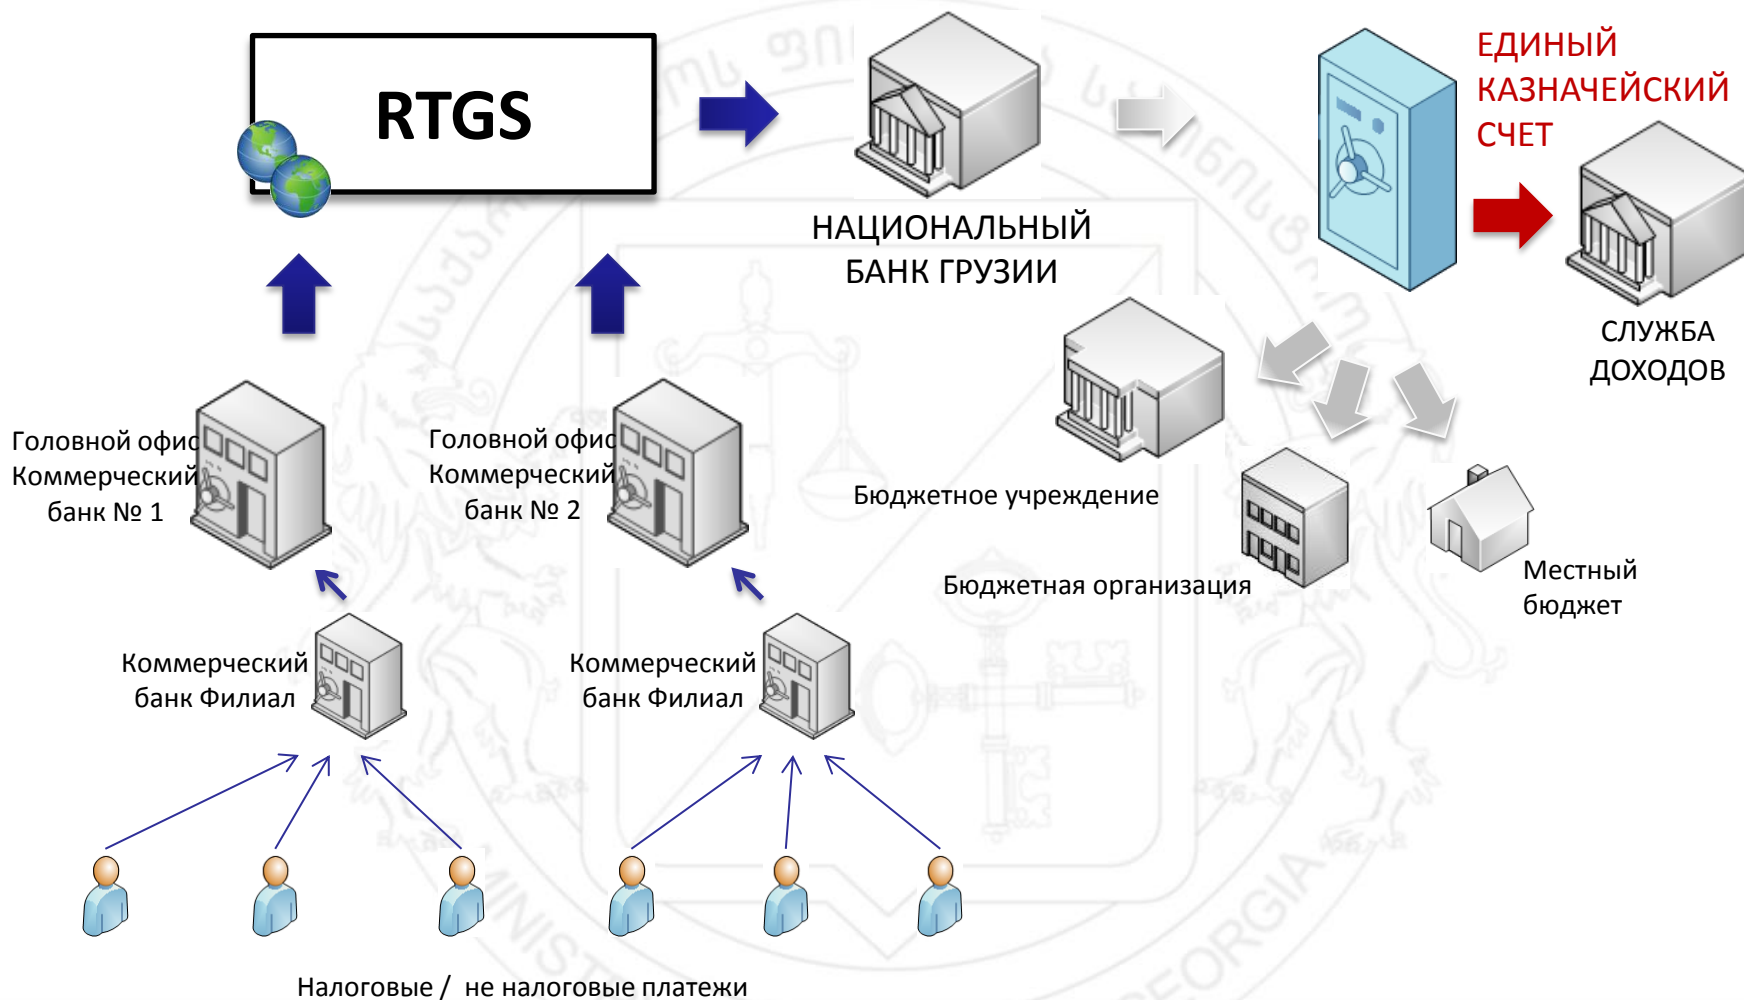 RTGS
ЕДИНЫЙ
КАЗНАЧЕЙСКИЙ
СЧЕТ
НАЦИОНАЛЬНЫЙ
БАНК ГРУЗИИ
СЛУЖБА
ДОХОДОВ
Головной офис
Коммерческий
банк № 1
Головной офис
Коммерческий
банк № 2
Бюджетное учреждение
Бюджетная организация
Местный
бюджет
Коммерческий
банк Филиал
Коммерческий
банк Филиал
Налоговые / не налоговые платежи